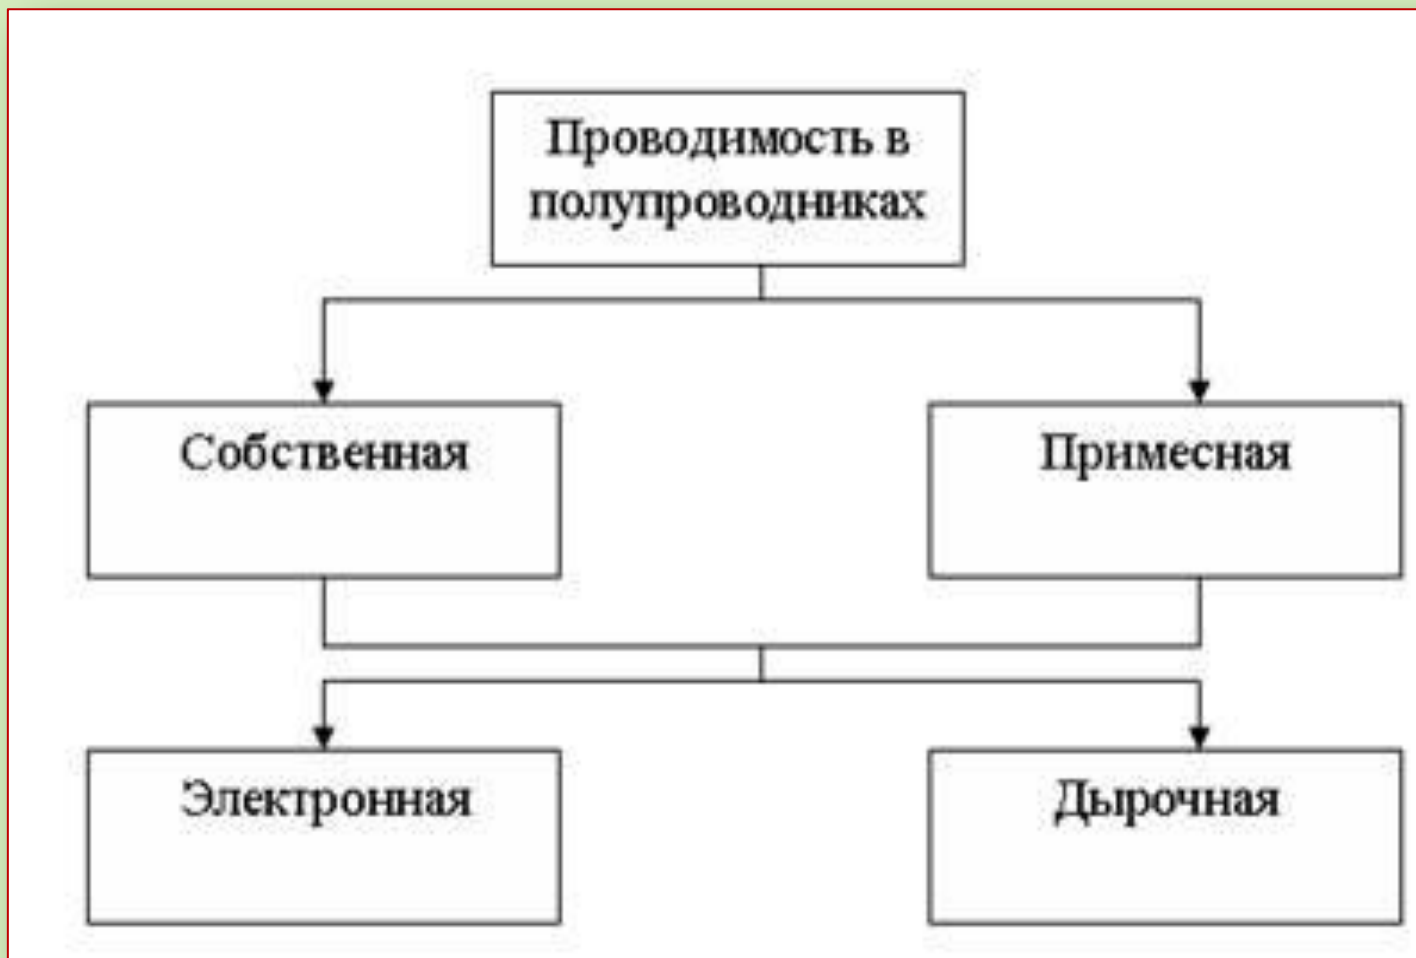 Проводимость в
полупроводниках
Собственная
Примесная
Электронная
Дырочная